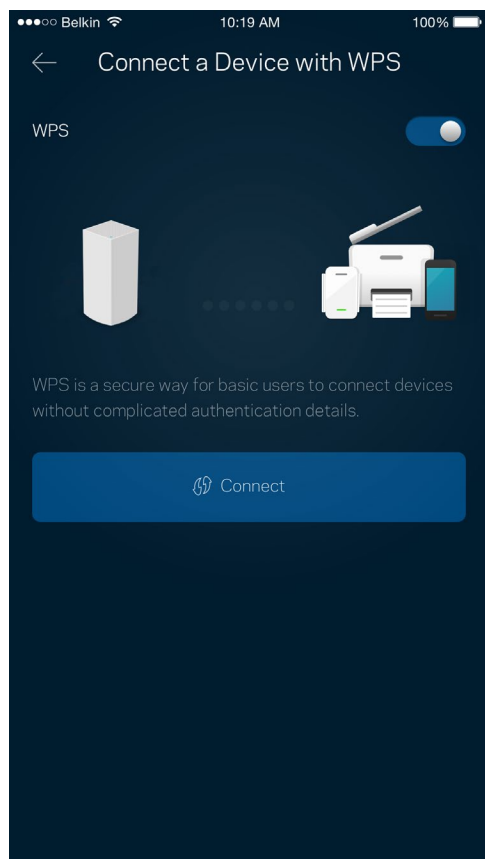 ●●●○○ Belkin 10:19 AM 100%
← Connect a Device with WPS
WPS
WPS is a secure way for basic users to connect devices
without complicated authentication details.
Connect